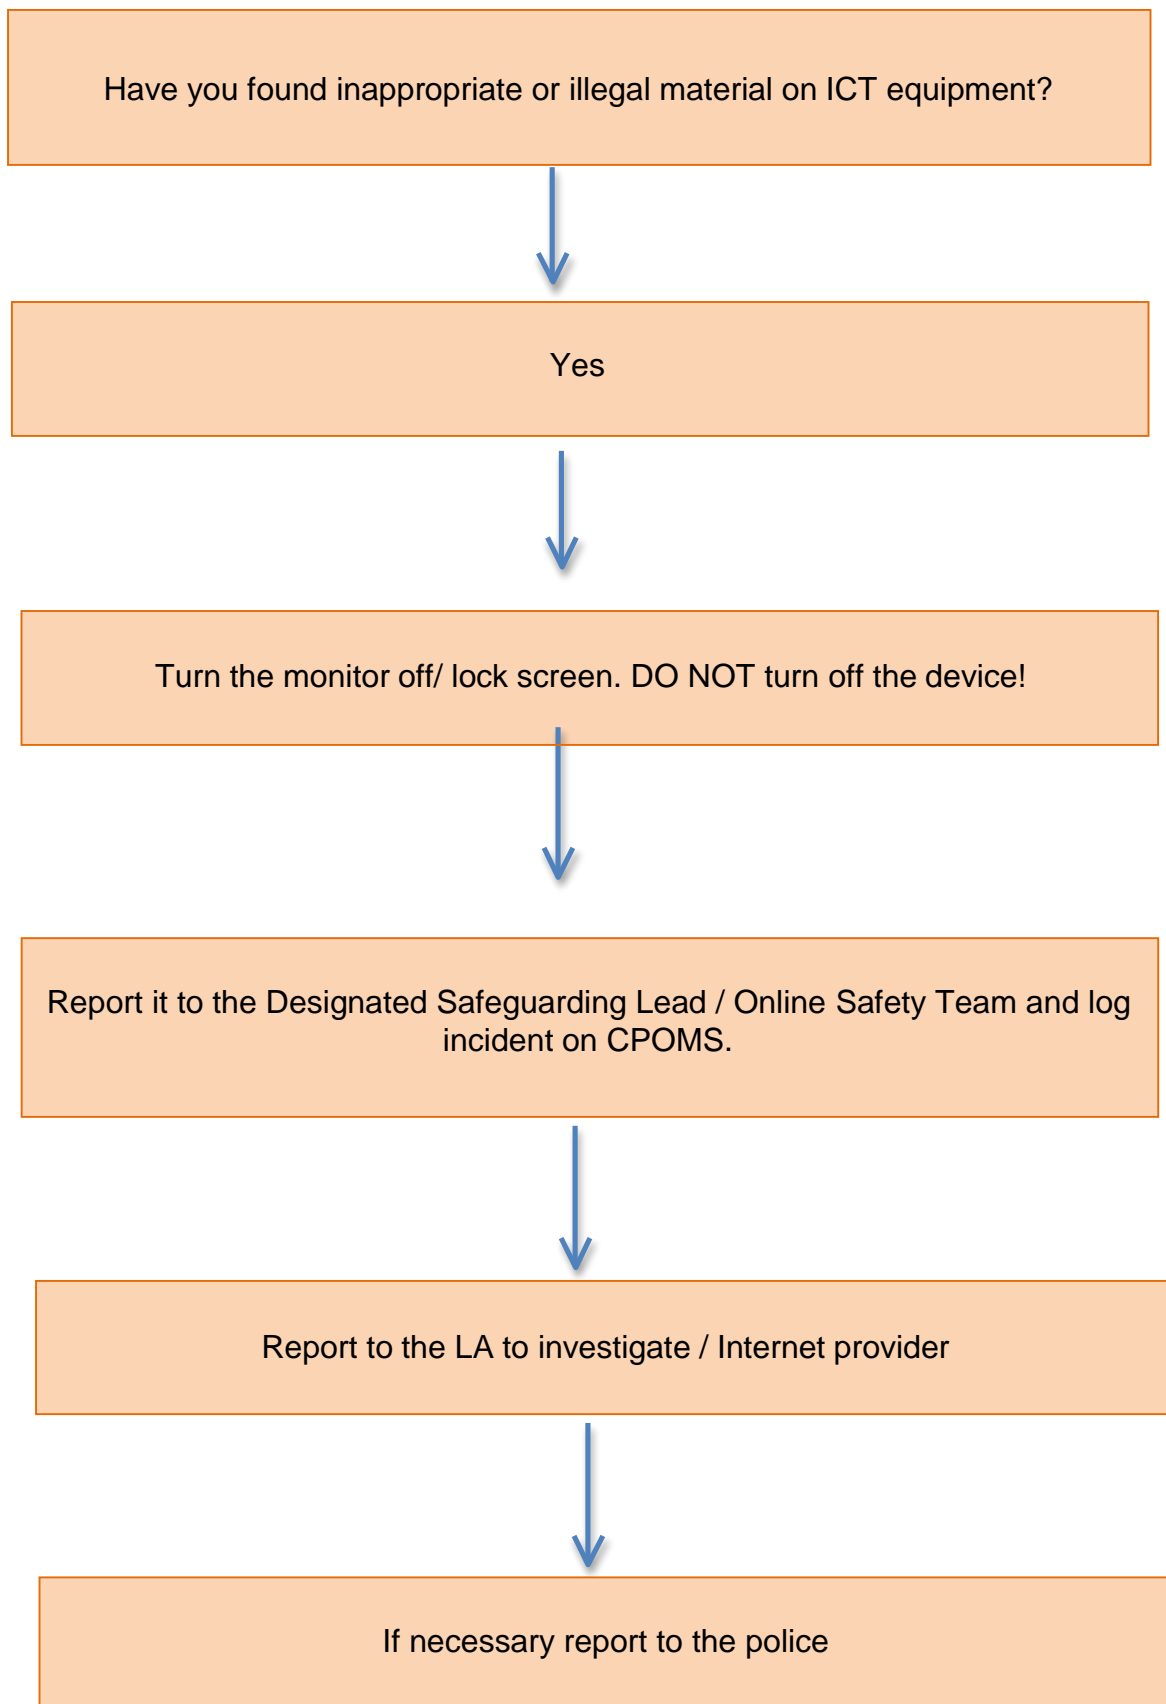 Have you found inappropriate or illegal material on ICT equipment?
Yes
Turn the monitor off/ lock screen. DO NOT turn off the device!
Report it to the Designated Safeguarding Lead / Online Safety Team and log
incident on CPOMS.
Report to the LA to investigate / Internet provider
If necessary report to the police